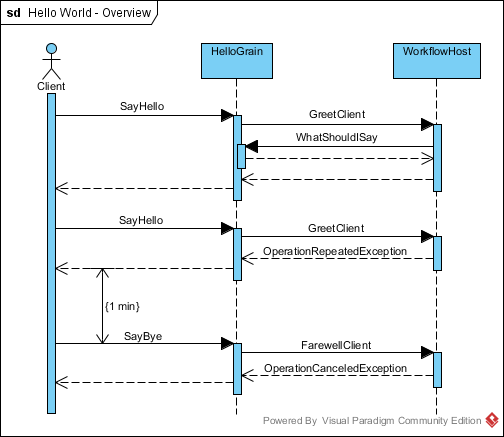 sd Hello World - Overview
Client
HelloGrain
WorkflowHost
SayHello
GreetClient
WhatShouldISay
SayHello
GreetClient
OperationRepeatedException
{1 min}
SayBye
FarewellClient
OperationCanceledException
Powered By Visual Paradigm Community Edition